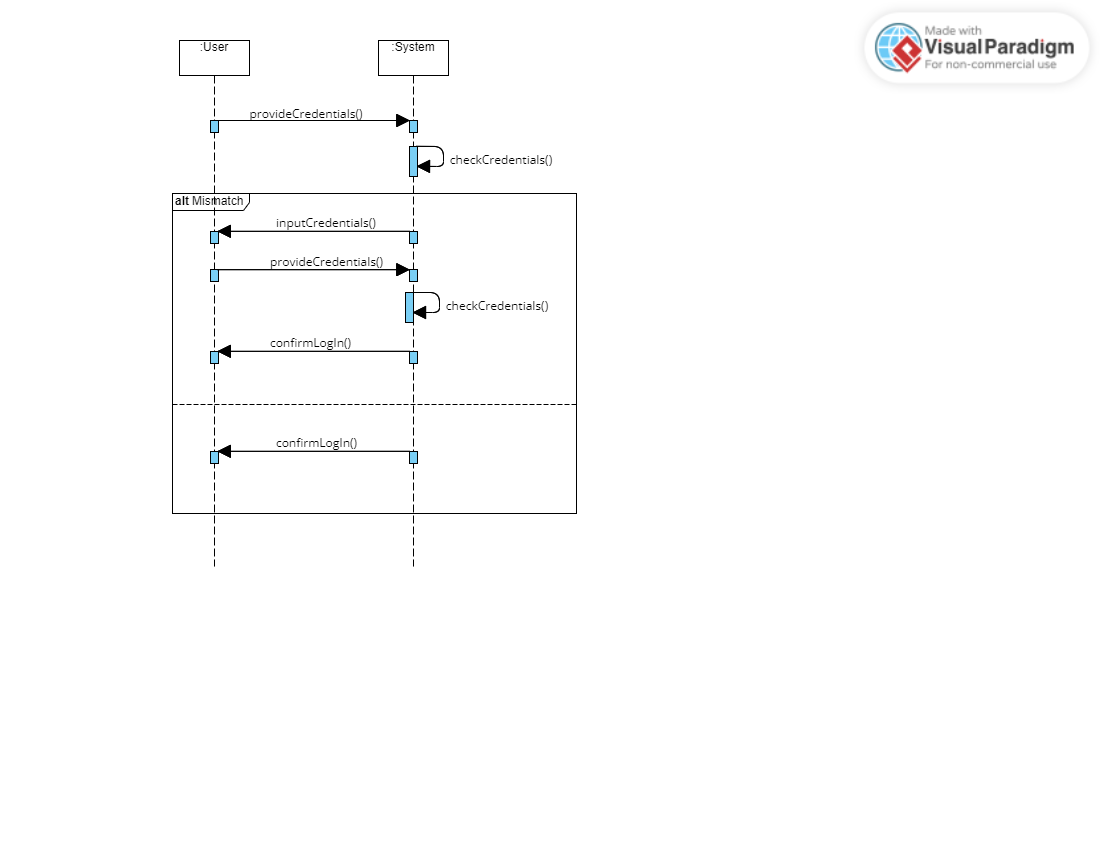 :User
:System
Made with
Visual Paradigm
For non-commercial use
provideCredentials()
checkCredentials()
alt Mismatch
inputCredentials()
provideCredentials()
checkCredentials()
confirmLogIn()
confirmLogIn()